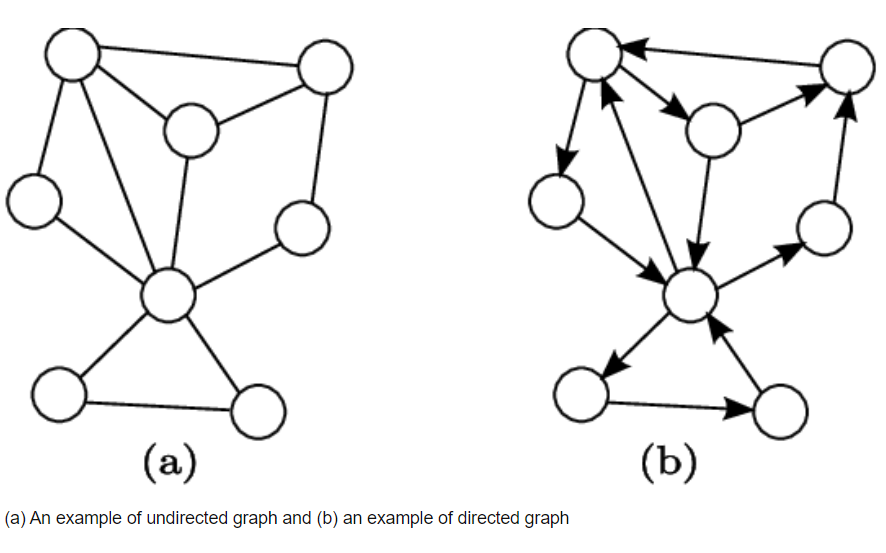 (a) (b)
(a) An example of undirected graph and (b) an example of directed graph